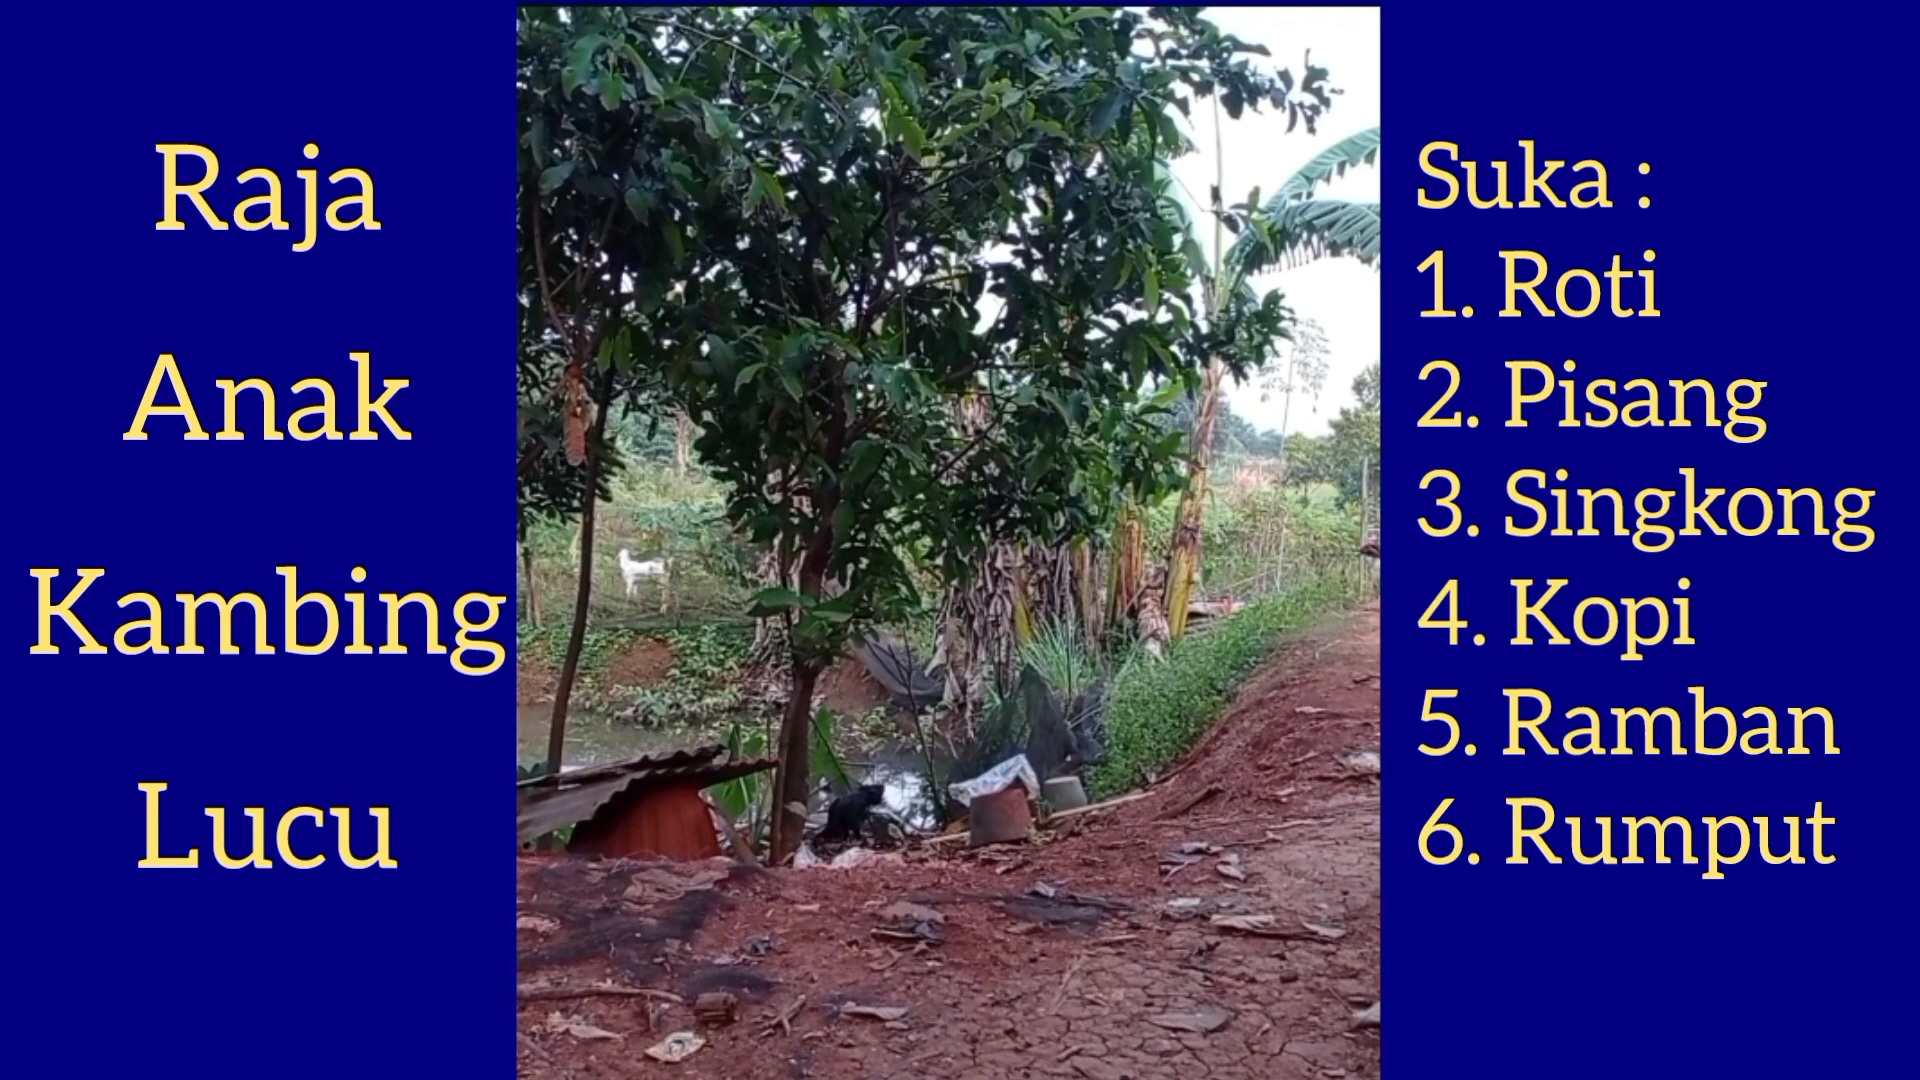 Raja
Anak
Kambing
Lucu
Suka :
1. Roti
2. Pisang
3. Singkong
4. Kopi
5. Ramban
6. Rumput